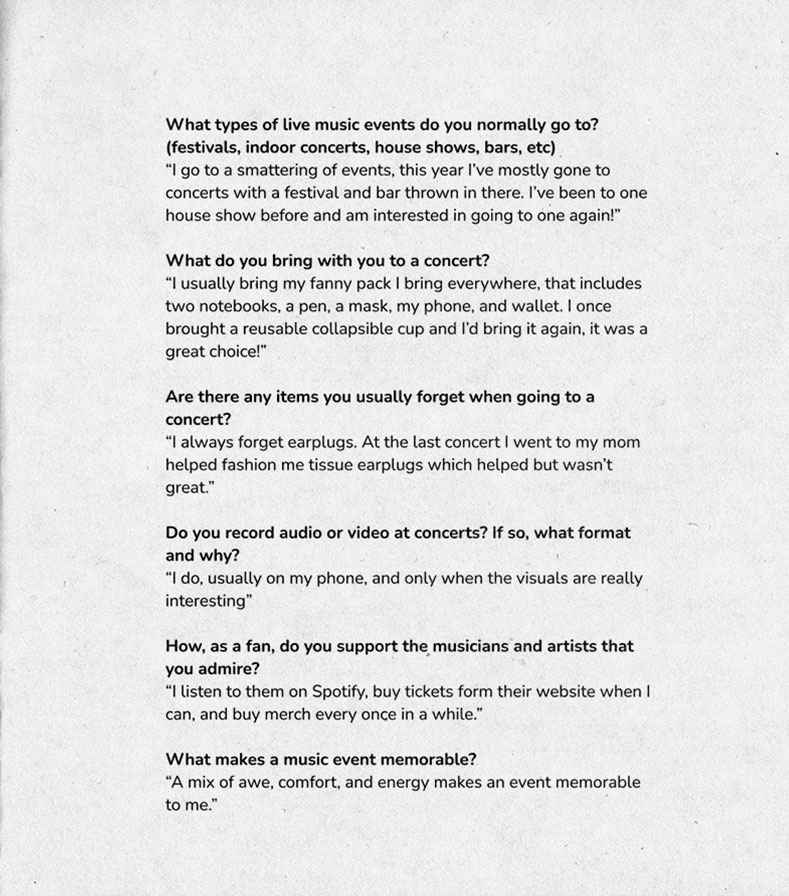 What types of live music events do you normally go to?
(festivals, indoor concerts, house shows, bars, etc)
“I go to a smattering of events, this year I’ve mostly gone to
concerts with a festival and bar thrown in there. I’ve been to one
house show before and am interested in going to one again!”
What do you bring with you to a concert?
“I usually bring my fanny pack I bring everywhere, that includes
two notebooks, a pen, a mask, my phone, and wallet. I once
brought a reusable collapsible cup and I’d bring it again, it was a
great choice!”
Are there any items you usually forget when going to a
concert?
“I always forget earplugs. At the last concert I went to my mom
helped fashion me tissue earplugs which helped but wasn’t
great.”
Do you record audio or video at concerts? If so, what format
and why?
“I do, usually on my phone, and only when the visuals are really
interesting”
How, as a fan, do you support the musicians and artists that
you admire?
“I listen to them on Spotify, buy tickets form their website when I
can, and buy merch every once in a while.”
What makes a music event memorable?
“A mix of awe, comfort, and energy makes an event memorable
to me.”